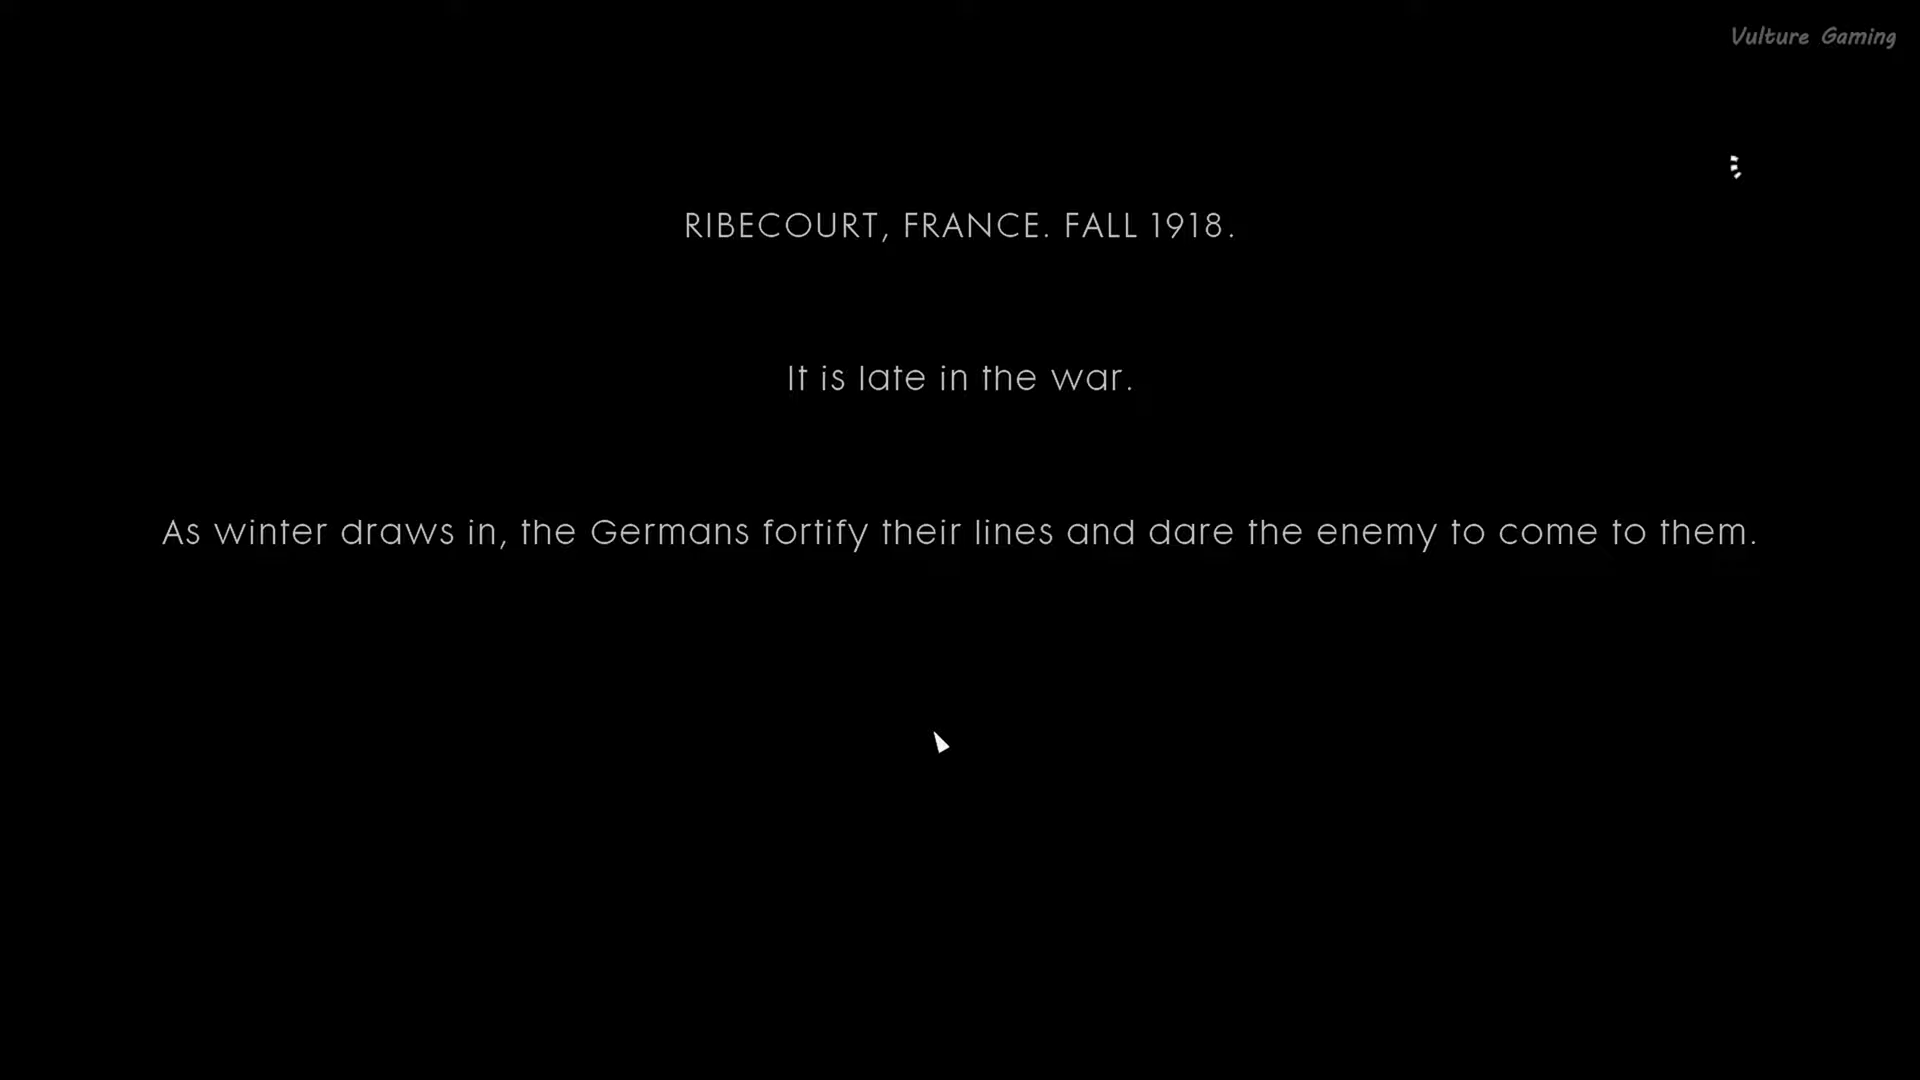 Vulture Gaming
RIBECOURT, FRANCE. FALL 1918.
It is late in the war.
As winter draws in, the Germans fortify their lines and dare the enemy to come to them.